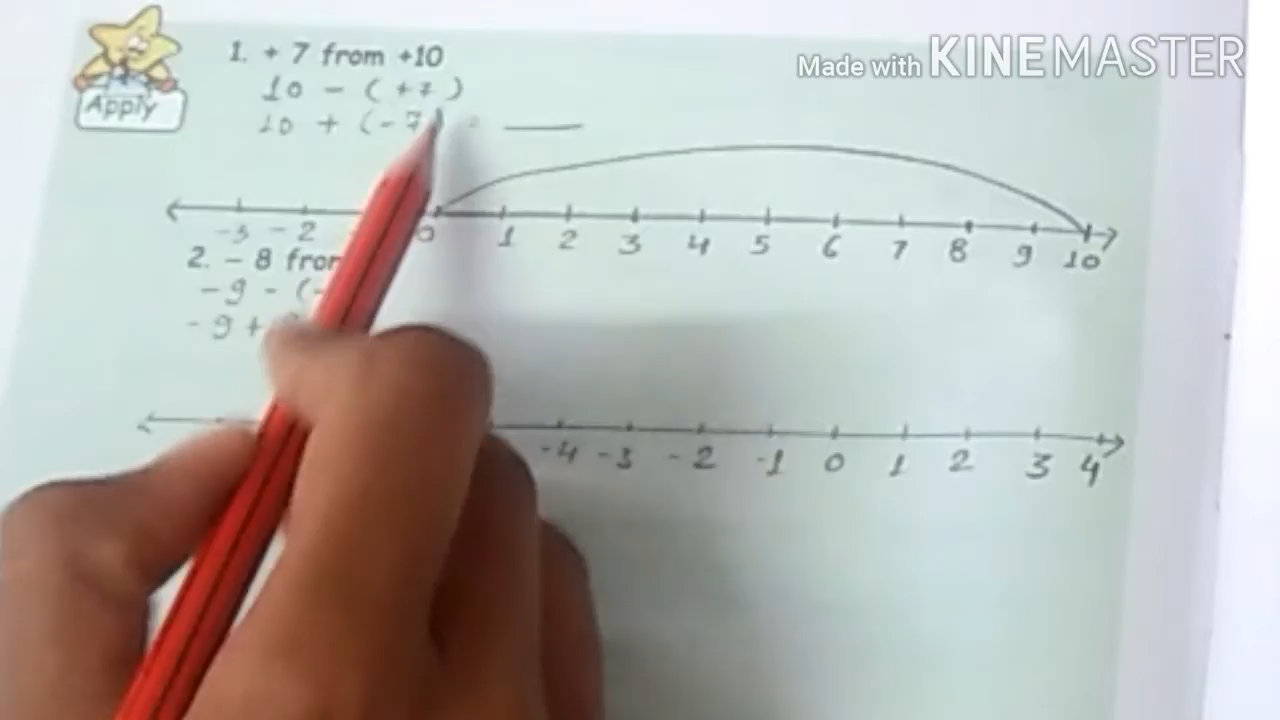 Made with KINEMASTER
Apply
1. + 7 from +10
10 - ( +7 )
10 + (- 7) = ____
-3 -2 0 1 2 3 4 5 6 7 8 9 10
2. - 8
-9 - (-
-9 +
-4 -3 -2 -1 0 1 2 3 4